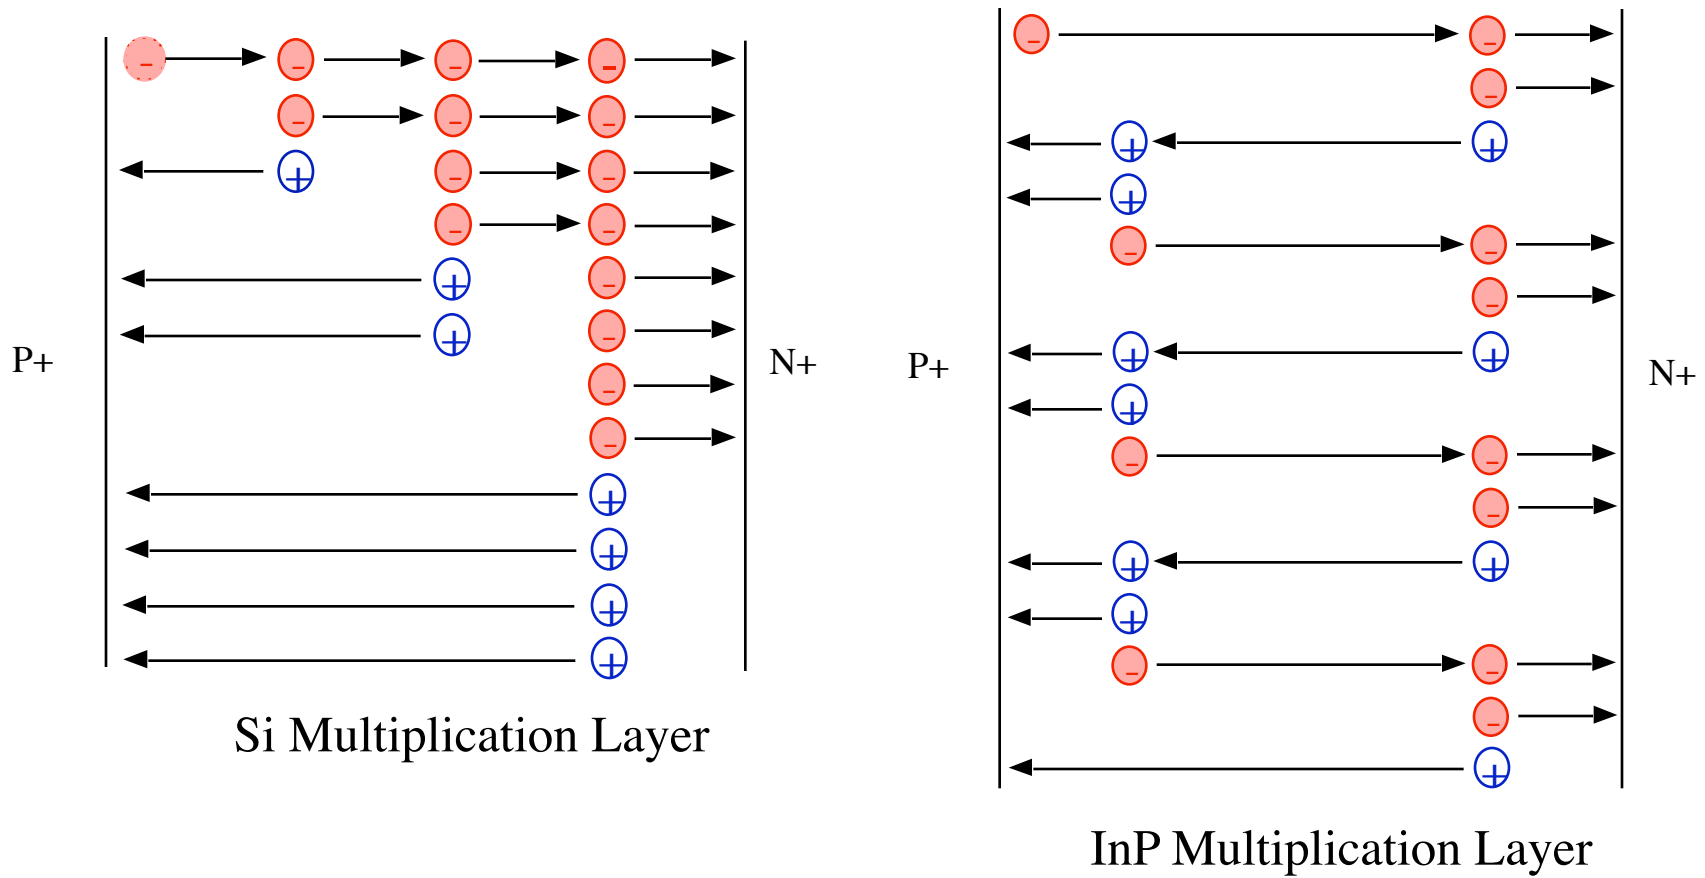 P+
N+
Si Multiplication Layer
P+
N+
InP Multiplication Layer